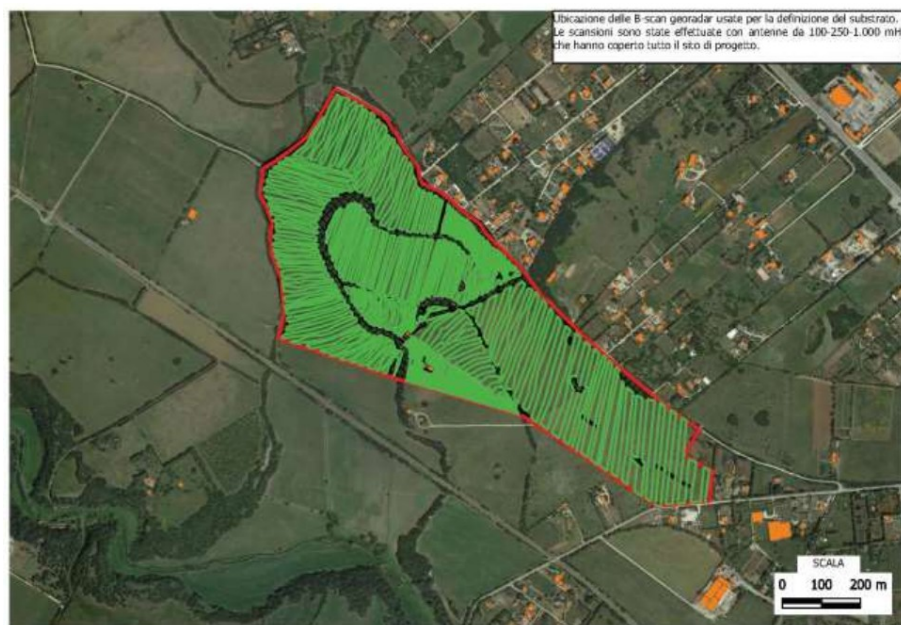 Ubicazione delle B-scan georadar usate per la definizione del substrato.
Le scansioni sono state effettuate con antenne da 100-250-1.000 mH
che hanno coperto tutto il sito di progetto.
SCALA
0 100 200 m